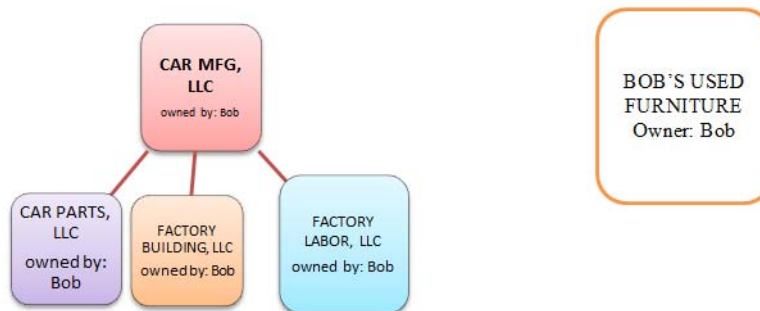 CAR MFG,
LLC
owned by: Bob
BOB’S USED
FURNITURE
Owner: Bob
CAR PARTS,
LLC
owned by:
Bob
FACTORY
BUILDING, LLC
owned by: Bob
FACTORY
LABOR, LLC
owned by: Bob